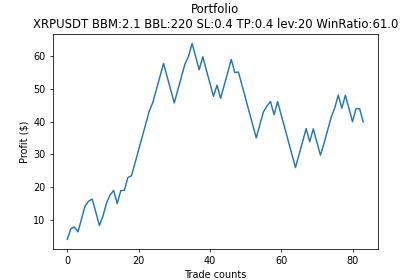 Portfolio
XRPUSDT BBM:2.1 BBL:220 SL:0.4 TP:0.4 lev:20 WinRatio:61.0
60
50
40
30
20
10
Profit ($)
0 20 40 60 80
Trade counts